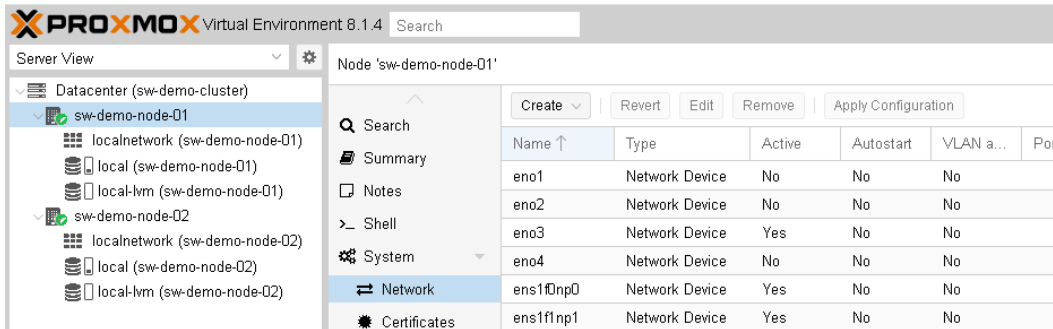 PROXMOX Virtual Environment 8.1.4 Search
Server View
Node 'sw-demo-node-01'
Datacenter (sw-demo-cluster)
sw-demo-node-01
localnetwork (sw-demo-node-01)
local (sw-demo-node-01)
local-lvm (sw-demo-node-01)
sw-demo-node-02
localnetwork (sw-demo-node-02)
local (sw-demo-node-02)
local-lvm (sw-demo-node-02)
Search
Summary
Notes
Shell
System
Network
Certificates
Create Revert Edit Remove Apply Configuration
Name Type Active Autostart VLAN a... Po
eno1 Network Device No No No
eno2 Network Device No No No
eno3 Network Device Yes No No
eno4 Network Device No No No
ens1f0np0 Network Device Yes No No
ens1f1np1 Network Device Yes No No